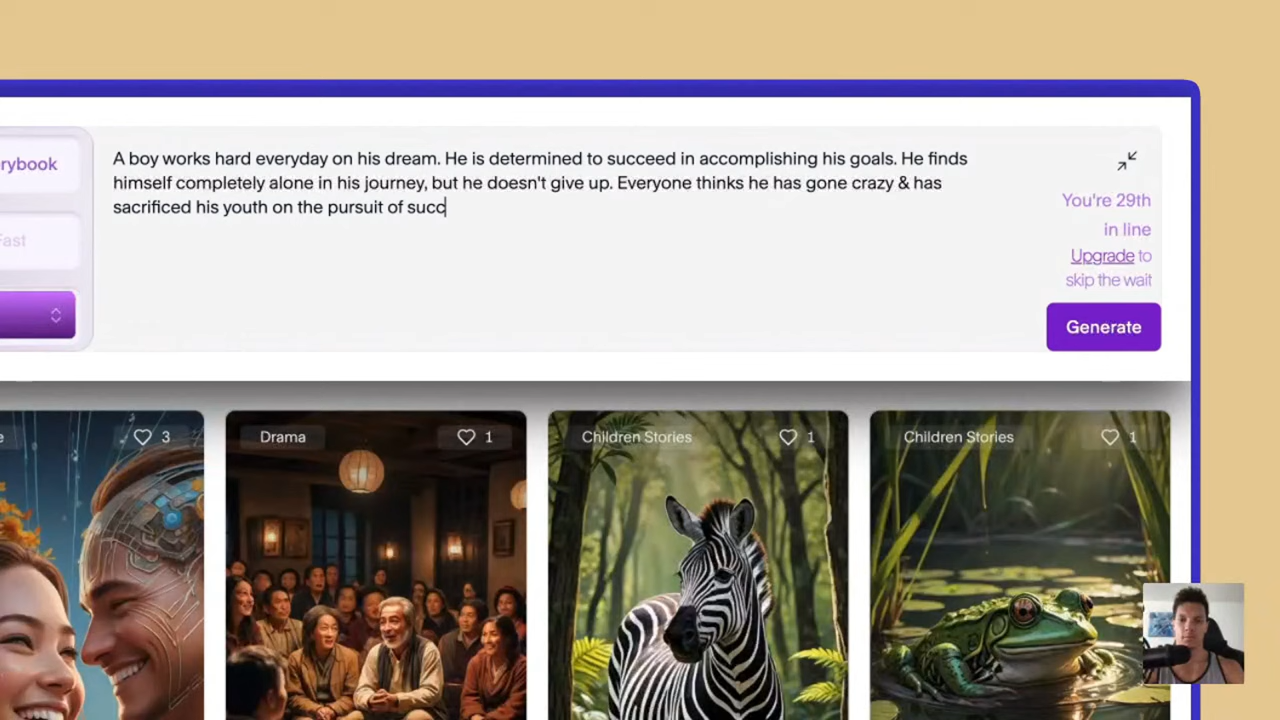 rybook
Fast
A boy works hard everyday on his dream. He is determined to succeed in accomplishing his goals. He finds
himself completely alone in his journey, but he doesn't give up. Everyone thinks he has gone crazy & has
sacrificed his youth on the pursuit of succ
You're 29th
in line
Upgrade to
skip the wait
Generate
e
3
Drama
1
Children Stories
1
Children Stories
1